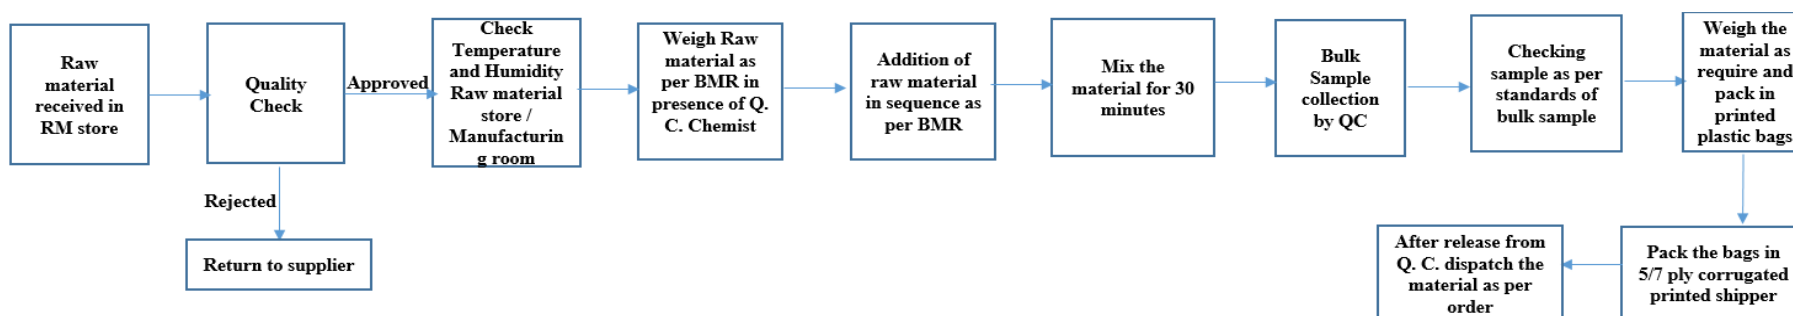 Raw
material
received in
RM store
Quality
Check
Approved
Rejected
Return to supplier
Check
Temperature
and Humidity
Raw material
store /
Manufacturin
g room
Weigh Raw
material as
per BMR in
presence of Q.
C. Chemist
Addition of
raw material
in sequence as
per BMR
Mix the
material for 30
minutes
Bulk
Sample
collection
by QC
Checking
sample as per
standards of
bulk sample
Weigh the
material as
require and
pack in
printed
plastic bags
Pack the bags in
5/7 ply corrugated
printed shipper
After release from
Q. C. dispatch the
material as per
order